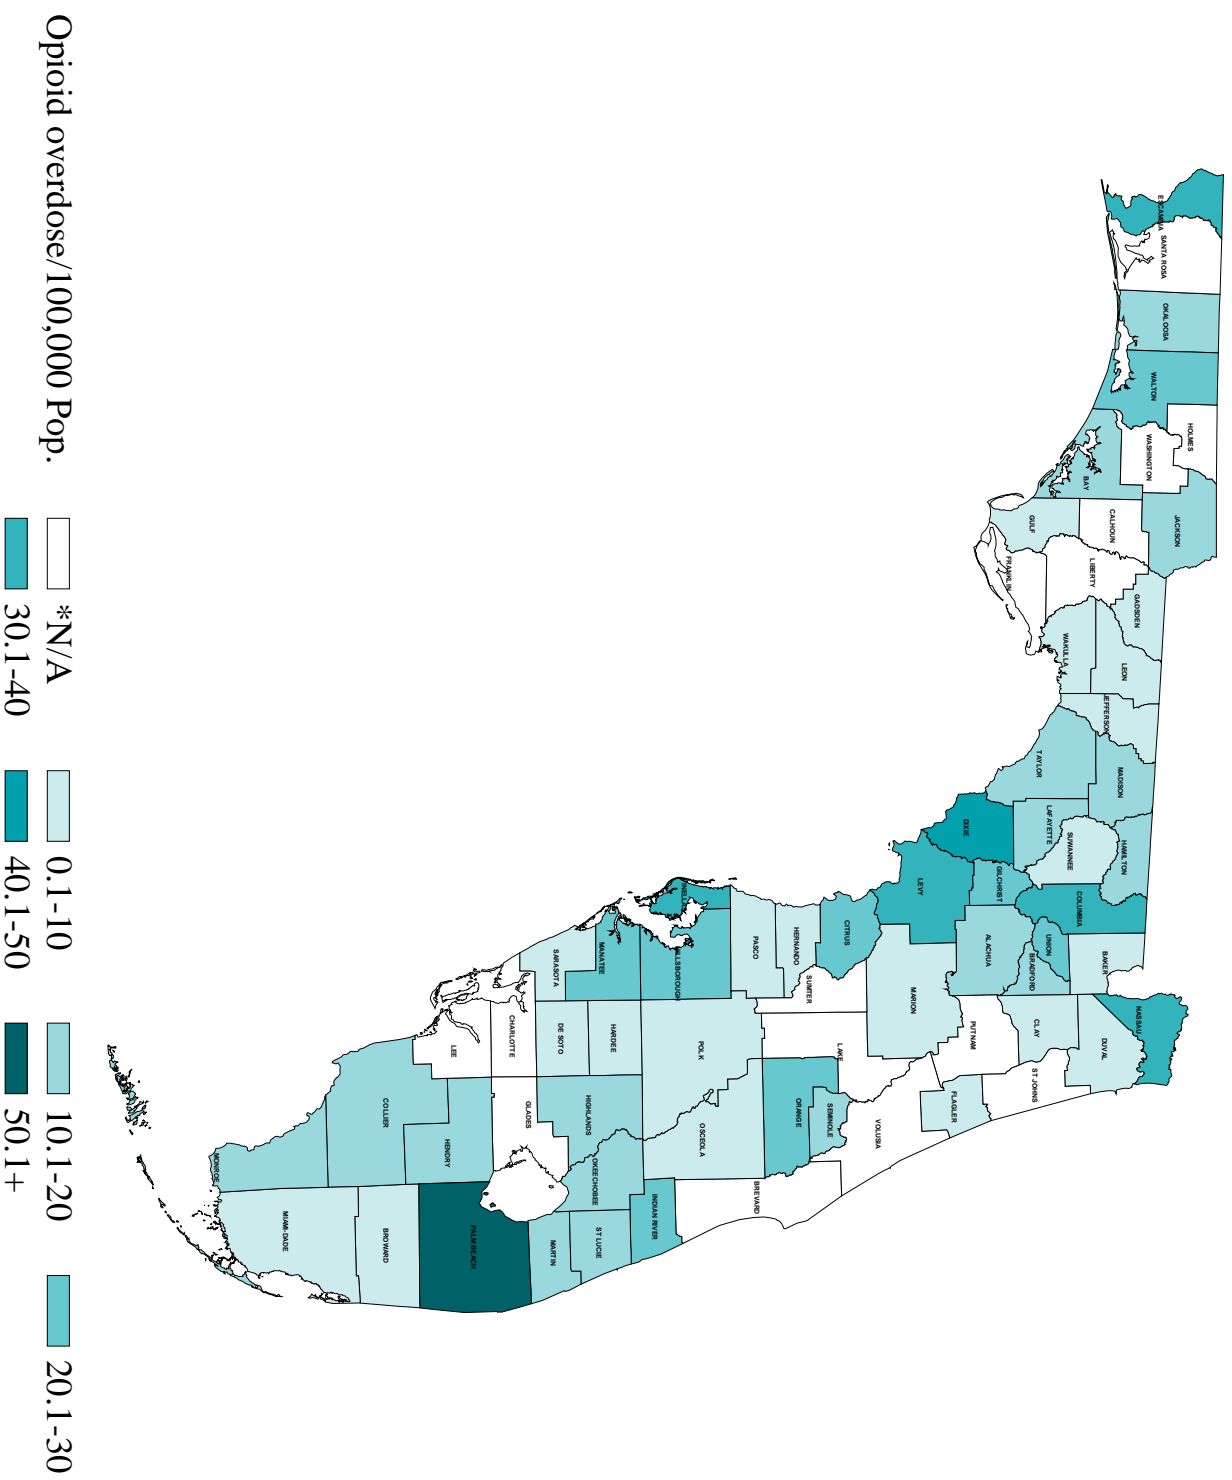 ESCAMBIA
SANTA ROSA
OKALOOSA
WALTON
HOLMES
WASHINGTON
BAY
JACKSON
CALHOUN
GULF
LIBERTY
FRANKLIN
GADSDEN
LEON
WAKULLA
JEFFERSON
MADISON
TAYLOR
HAMILTON
SUWANNEE
LAFAYETTE
DIXIE
COLUMBIA
GILCHRIST
LEVY
BAKER
UNION
BRADFORD
ALACHUA
NASSAU
DUVAL
CLAY
ST JOHNS
PUTNAM
FLAGLER
MARION
VOLUSIA
CITRUS
SUMTER
LAKE
HERNANDO
SEMINOLE
ORANGE
PASCO
BREVARD
PINELLAS
HILLSBOROUGH
POLK
OSCEOLA
INDIAN RIVER
MANATEE
HARDEE
HIGHLANDS
OKEECHOBEE
ST LUCIE
SARASOTA
DE SOTO
MARTIN
CHARLOTTE
GLADES
LEE
HENDRY
PALM BEACH
COLLIER
BROWARD
MIAMI-DADE
MONROE
Opioid overdose/100,000 Pop.
*N/A
0.1-10
10.1-20
20.1-30
30.1-40
40.1-50
50.1+